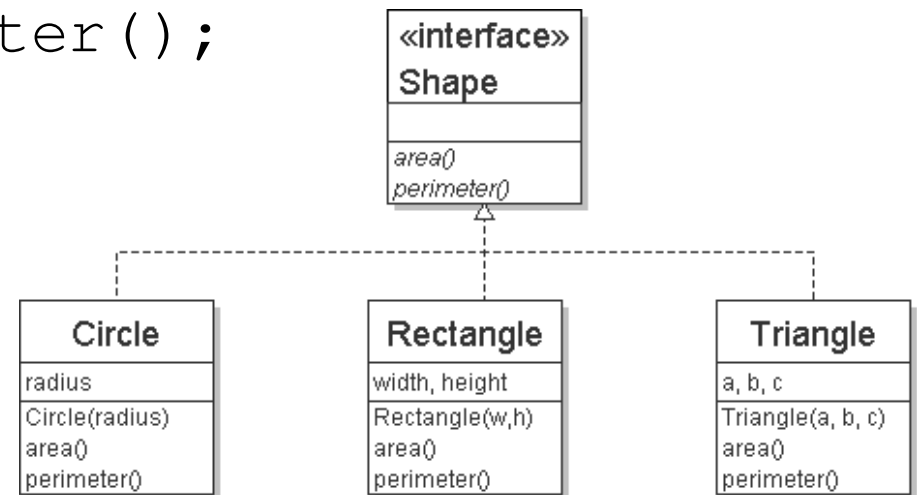 ter();
«interface»
Shape
area()
perimeter()
Circle
radius
Circle(radius)
area()
perimeter()
Rectangle
width, height
Rectangle(w,h)
area()
perimeter()
Triangle
a, b, c
Triangle(a, b, c)
area()
perimeter()